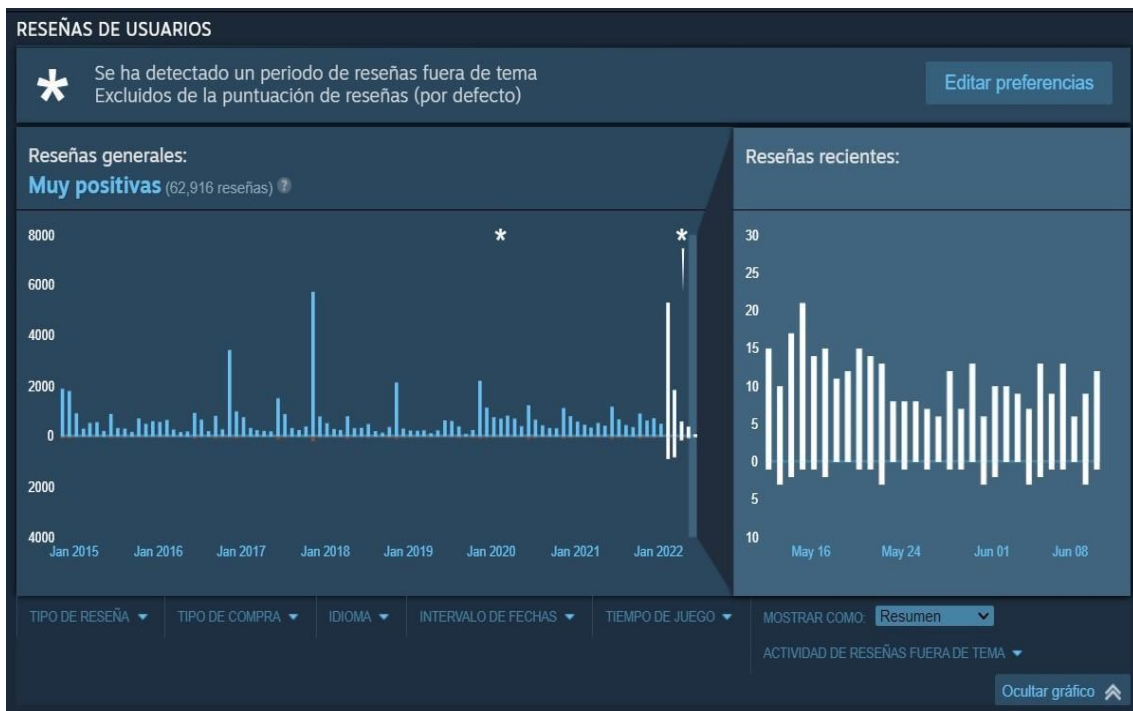 RESEÑAS DE USUARIOS
* Se ha detectado un periodo de reseñas fuera de tema
Excluidos de la puntuación de reseñas (por defecto)
Editar preferencias
Reseñas generales:
Muy positivas (62,916 reseñas) ?
8000
6000
4000
2000
0
2000
4000
* *
Jan 2015 Jan 2016 Jan 2017 Jan 2018 Jan 2019 Jan 2020 Jan 2021 Jan 2022
Reseñas recientes:
30
25
20
15
10
5
0
5
10
May 16 May 24 Jun 01 Jun 08
TIPO DE RESEÑA TIPO DE COMPRA IDIOMA INTERVALO DE FECHAS TIEMPO DE JUEGO MOSTRAR COMO: Resumen
ACTIVIDAD DE RESEÑAS FUERA DE TEMA
Ocultar gráfico